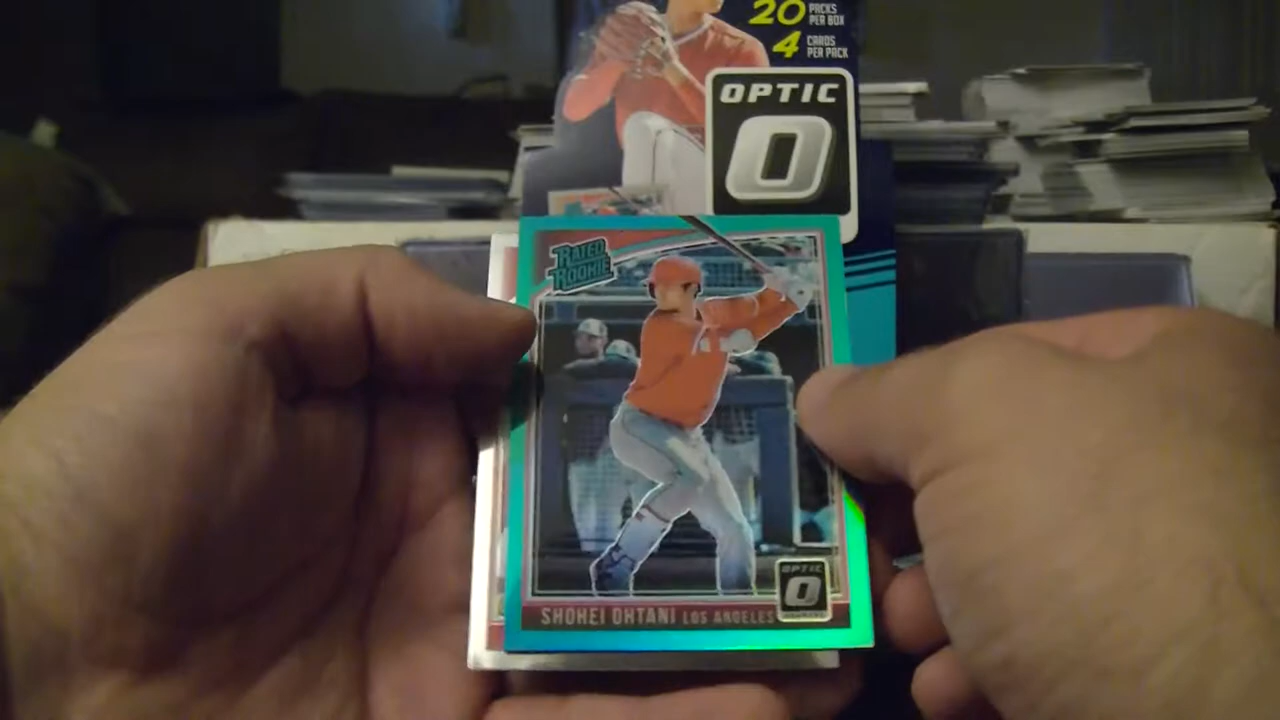 20 PACKS PER BOX
4 CARDS PER PACK
OPTIC
O
RATED ROOKIE
OPTIC
O
SHOHEI OHTANI LOS ANGELES